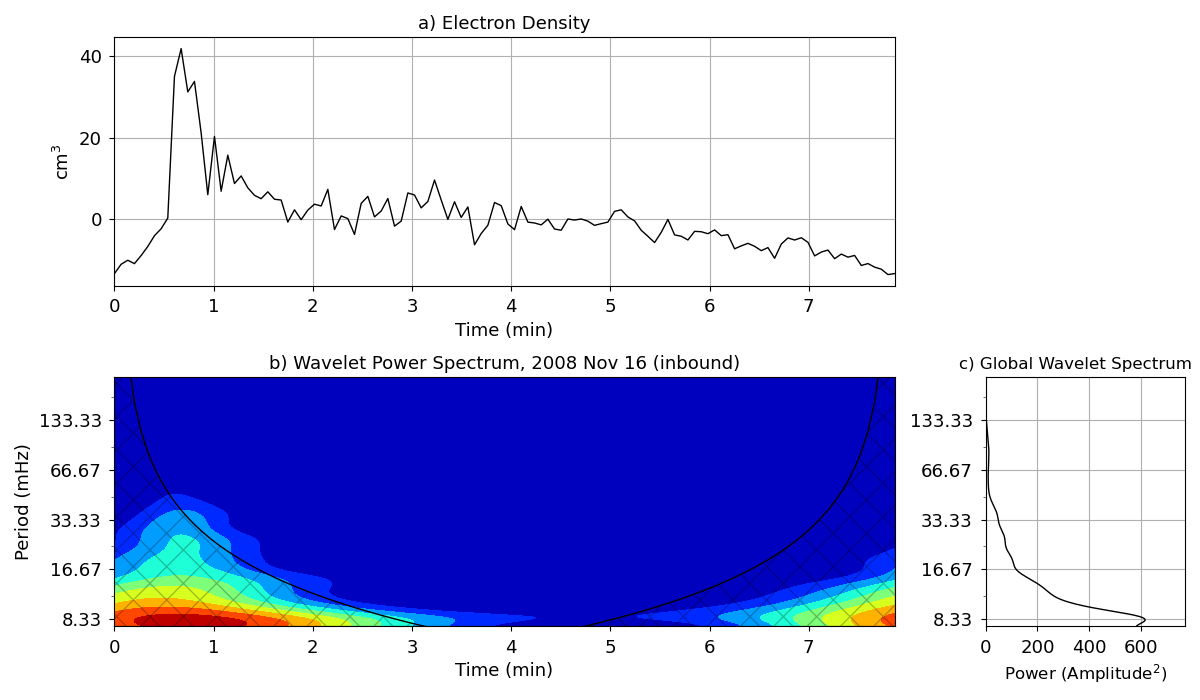 a) Electron Density
40
20
0
cm³
0 1 2 3 4 5 6 7
Time (min)
b) Wavelet Power Spectrum, 2008 Nov 16 (inbound)
133.33
66.67
33.33
16.67
8.33
Period (mHz)
0 1 2 3 4 5 6 7
Time (min)
c) Global Wavelet Spectrum
133.33
66.67
33.33
16.67
8.33
0 200 400 600
Power (Amplitude²)